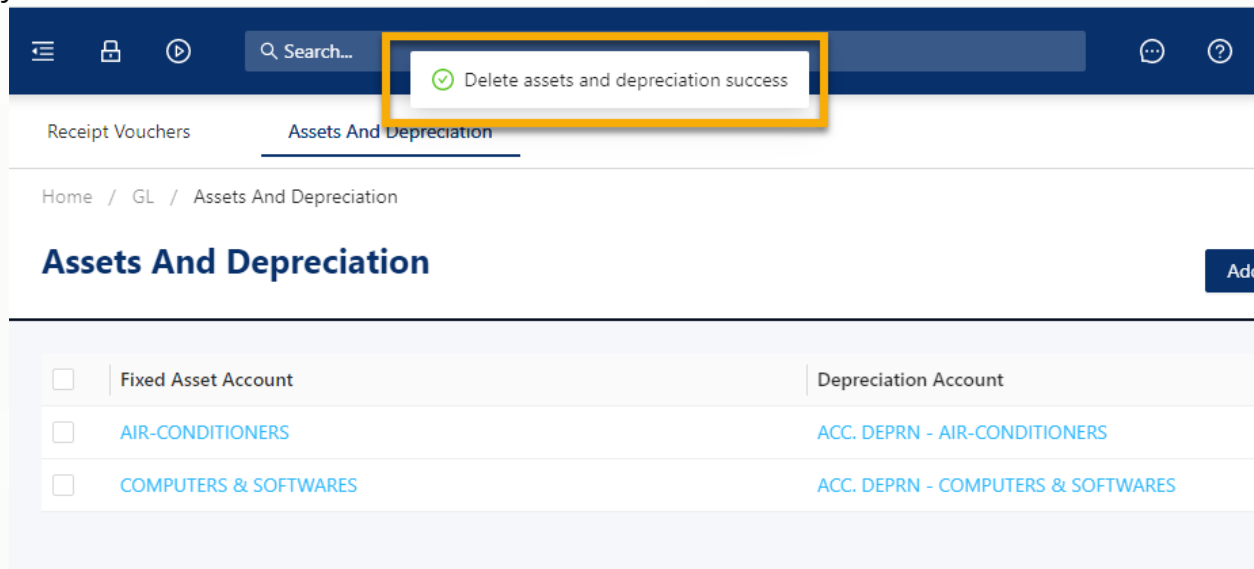 Search...
Delete assets and depreciation success
Receipt Vouchers Assets And Depreciation
Home / GL / Assets And Depreciation
Assets And Depreciation
Fixed Asset Account Depreciation Account
AIR-CONDITIONERS ACC. DEPRN - AIR-CONDITIONERS
COMPUTERS & SOFTWARES ACC. DEPRN - COMPUTERS & SOFTWARES